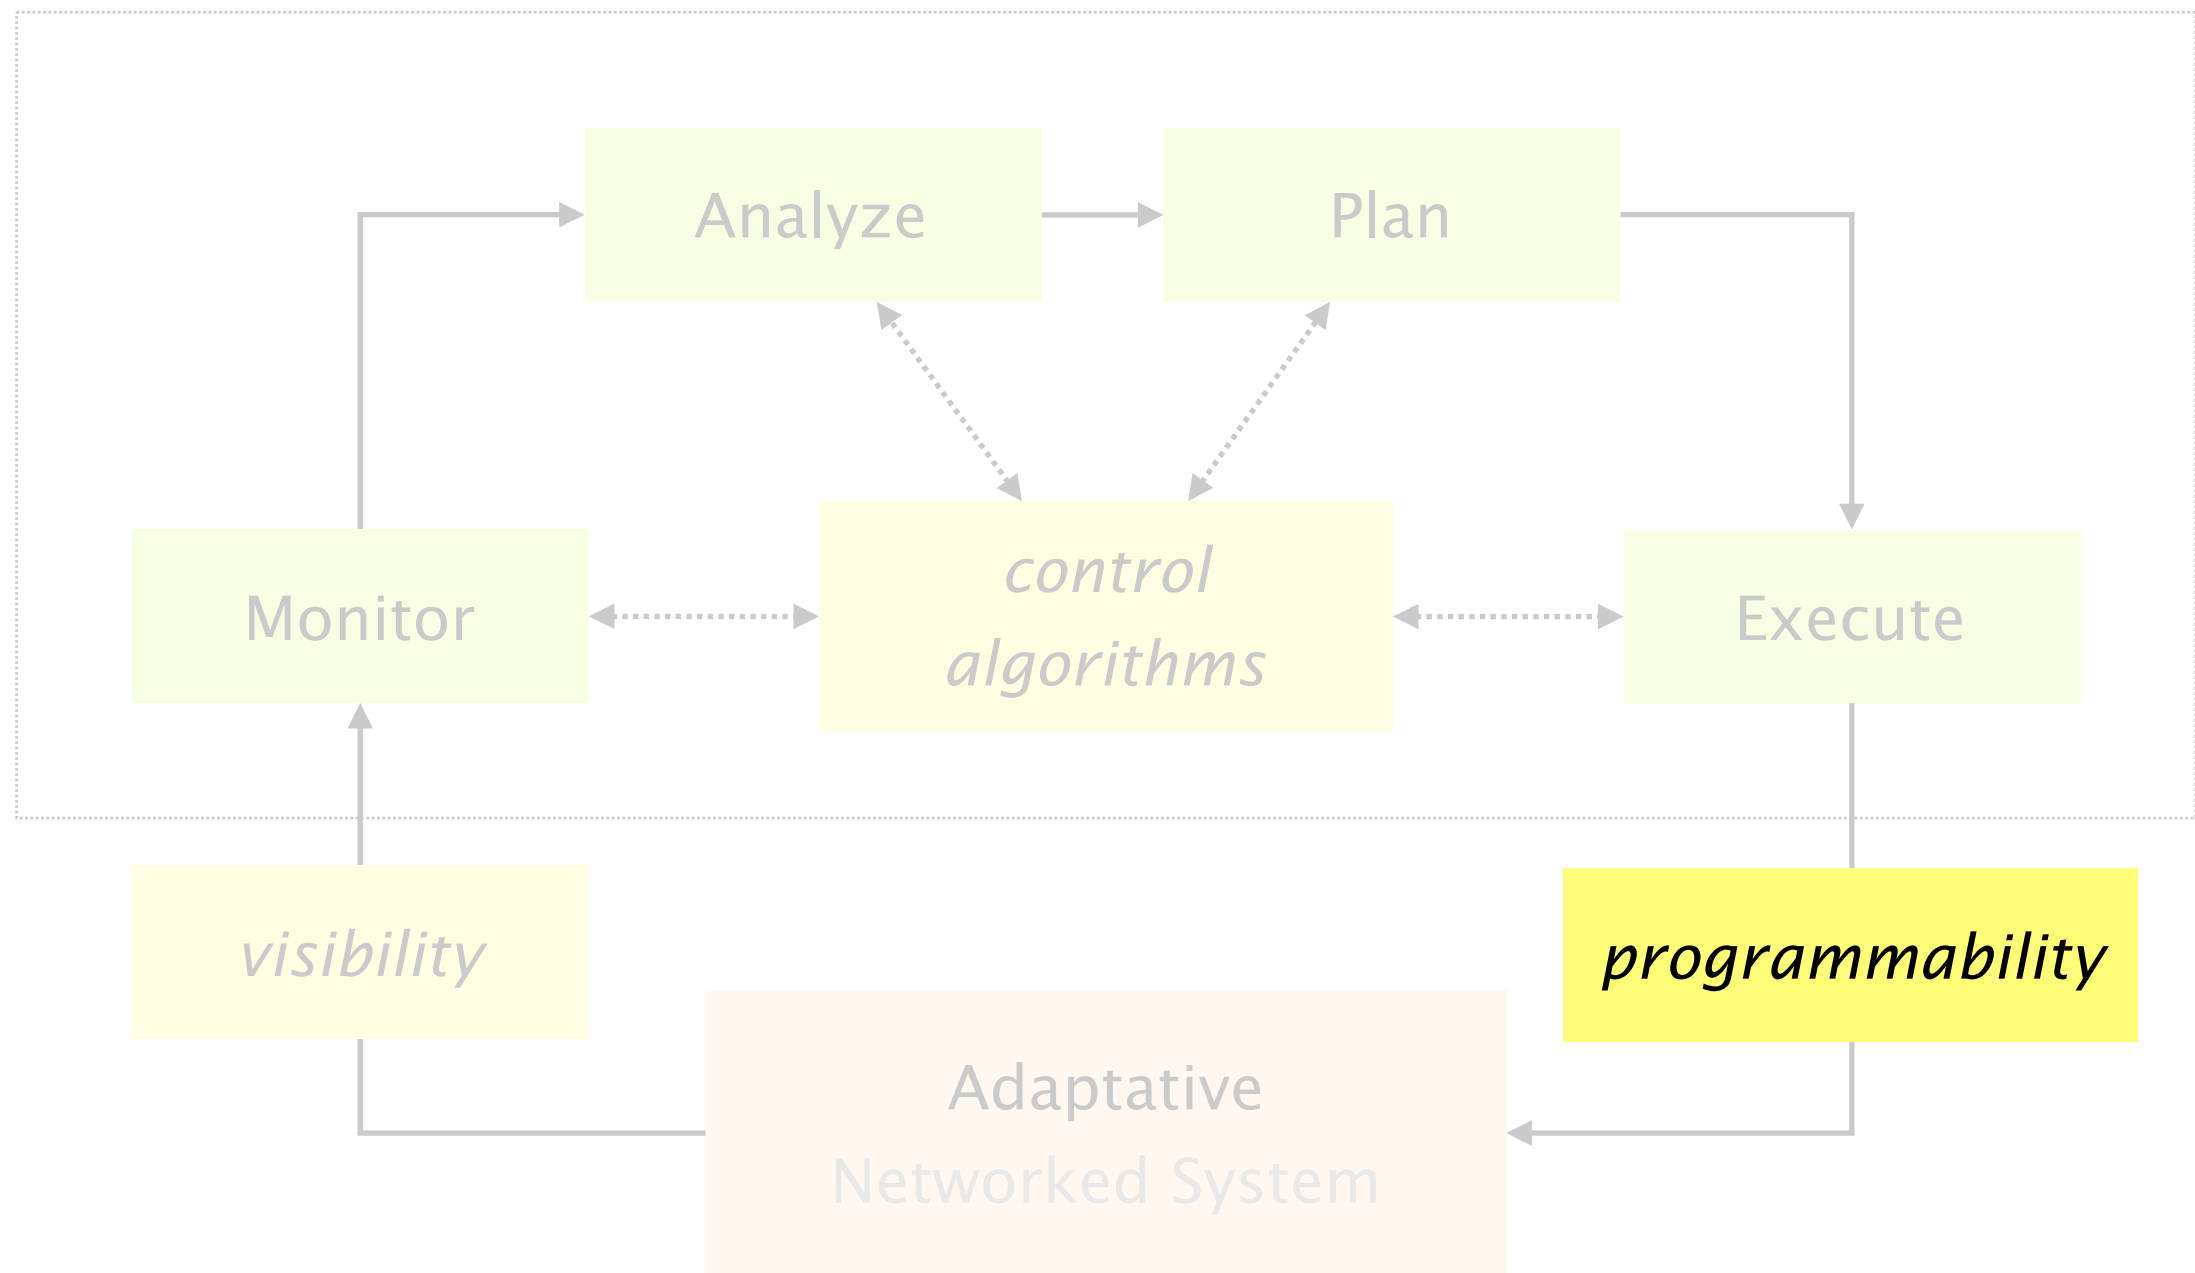 Analyze
Plan
control
algorithms
Monitor
Execute
visibility
programmability
Adaptative
Networked System